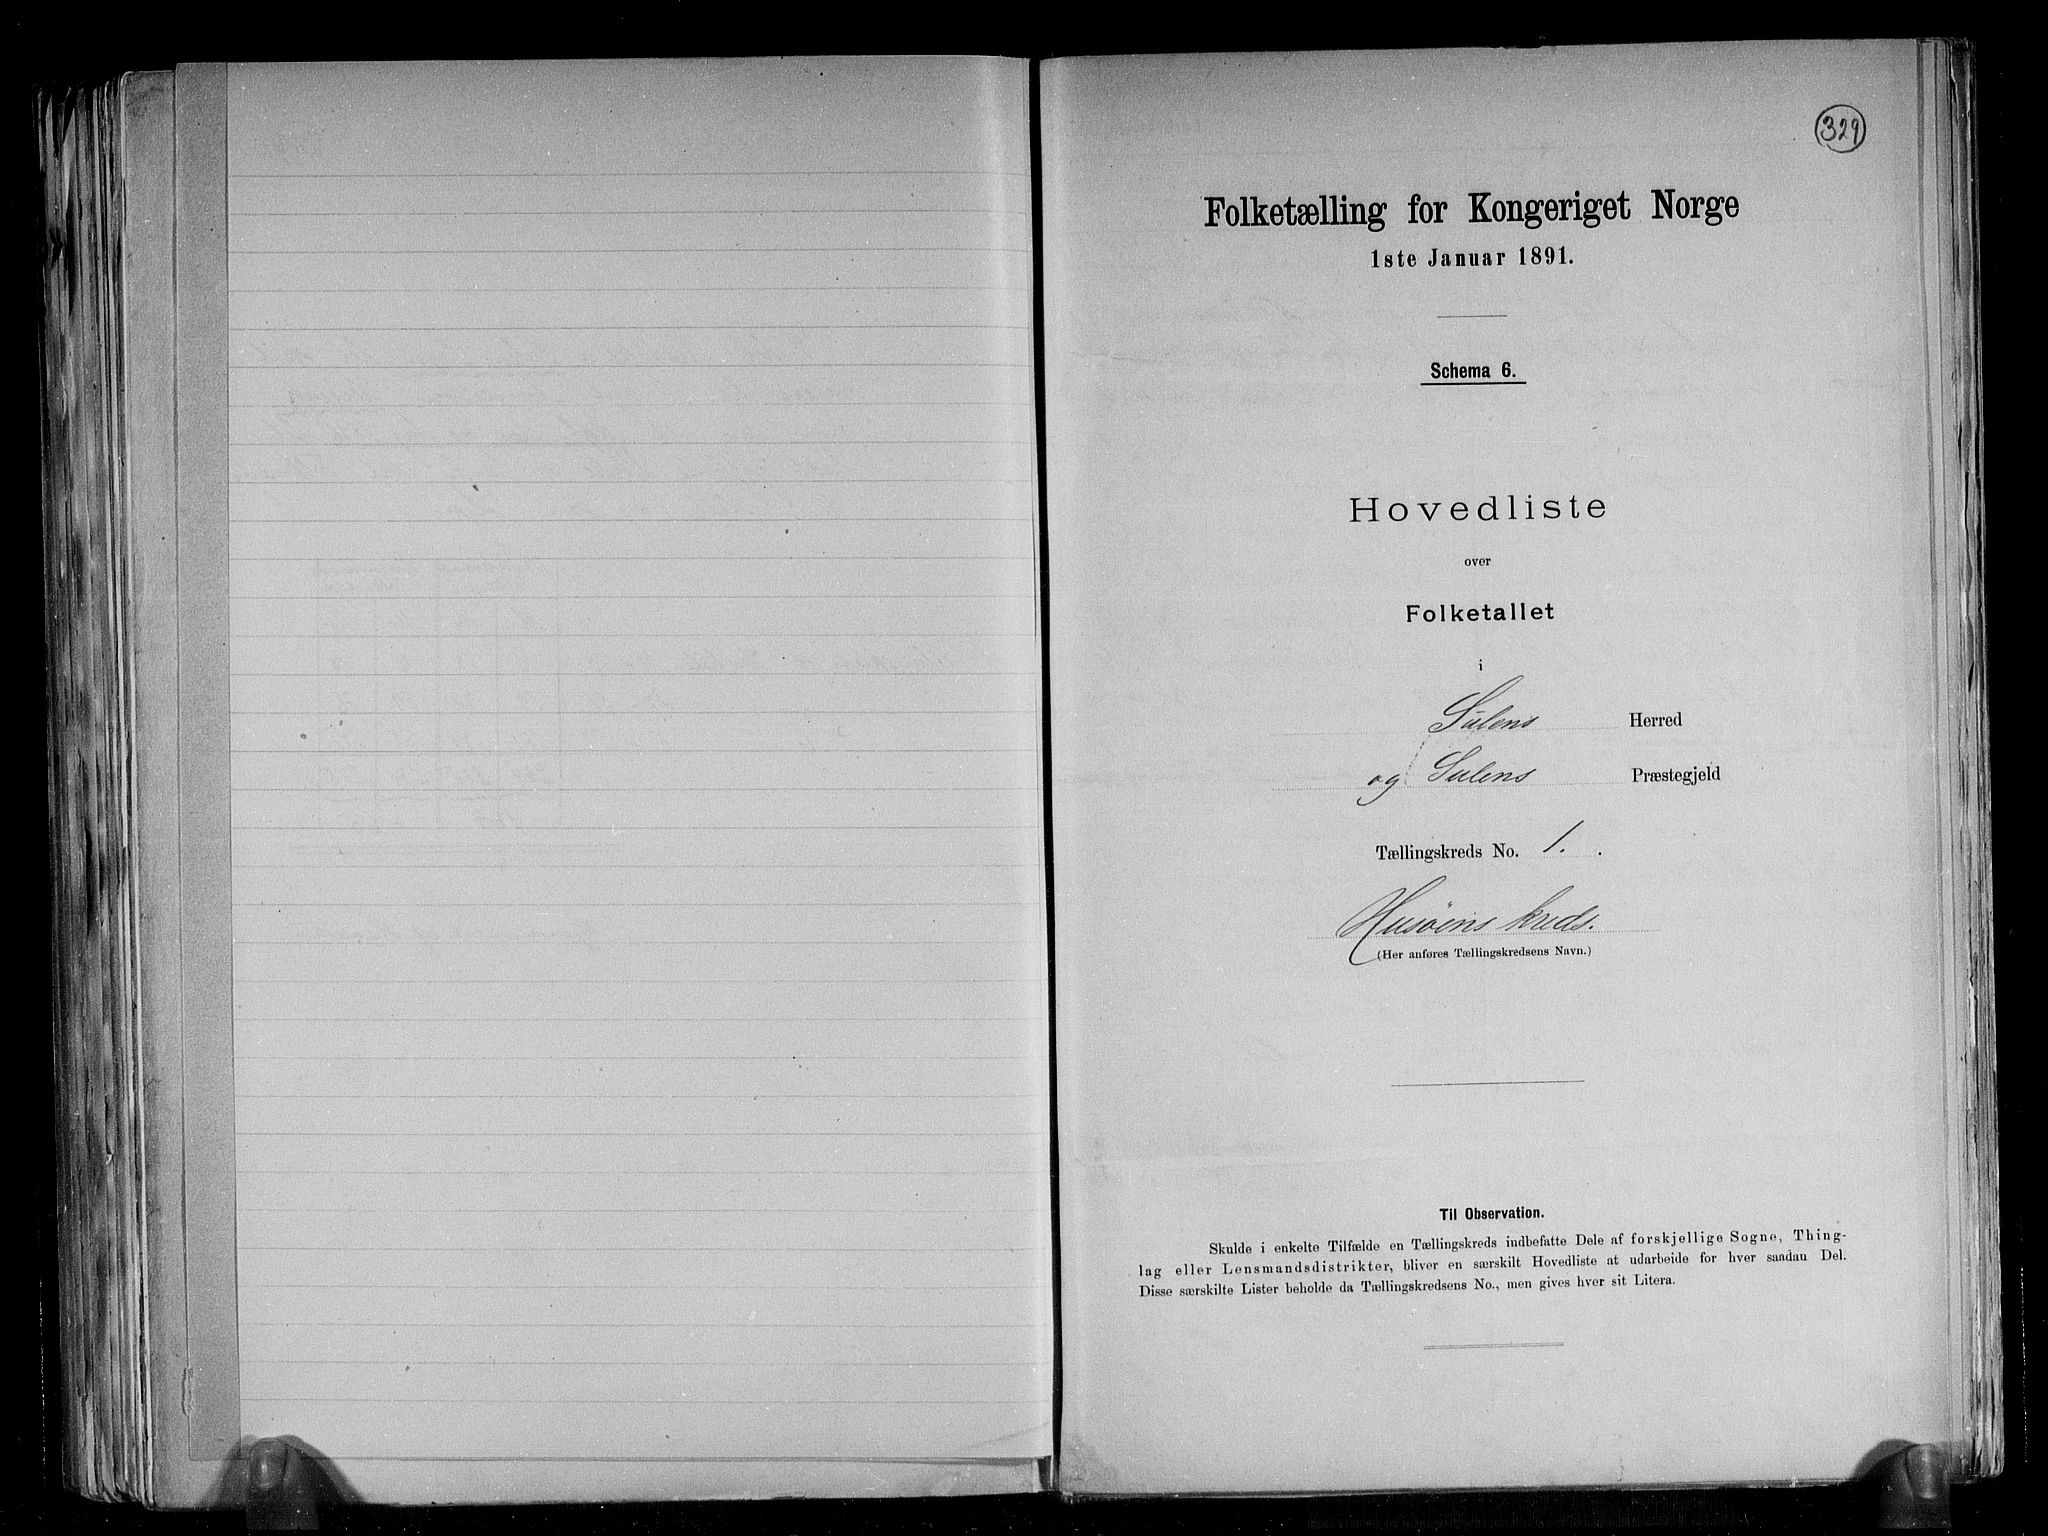 329
Folketælling for Kongeriget Norge
1ste Januar 1891.
Schema 6.
Hovedliste
over
Folketallet
i
Sulens Herred
og Sulens Præstegjeld
Tællingskreds No. 1.
Husøens kreds.
(Her anføres Tællingskredsens Navn.)
Til Observation.
Skulde i enkelte Tilfælde en Tællingskreds indbefatte Dele af forskjellige Sogne, Thing-
lag eller Lensmandsdistrikter, bliver en særskilt Hovedliste at udarbeide for hver saadan Del.
Disse særskilte Lister beholde da Tællingskredsens No., men gives hver sit Litera.